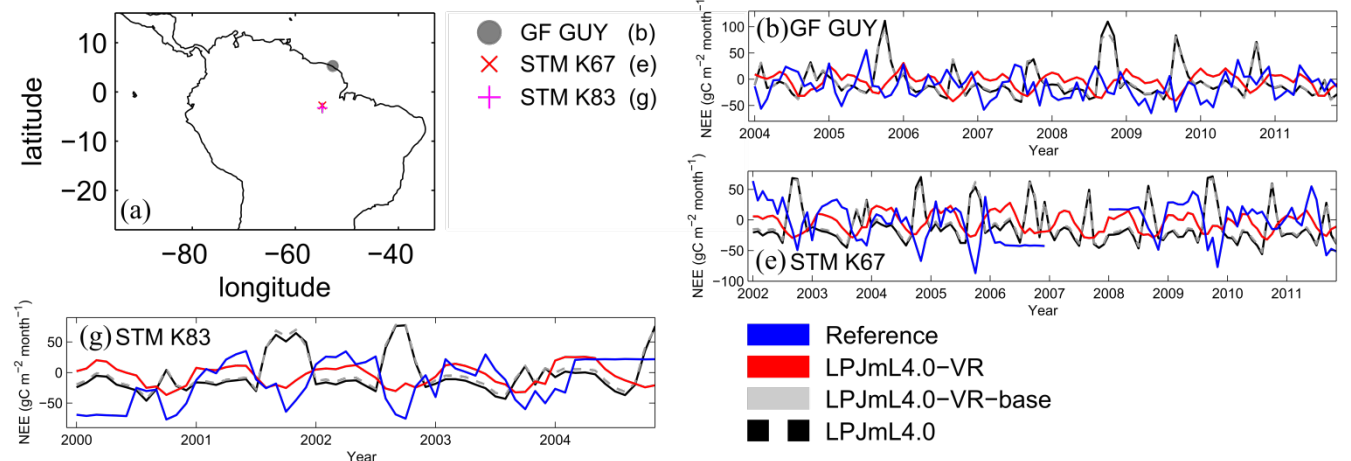 10
0
−10
−20
latitude
(a)
−80
−60
−40
longitude
GF GUY (b)
STM K67 (e)
STM K83 (g)
(b) GF GUY
NEE (gC m−2 month−1)
100
50
0
−50
2004
2005
2006
2007
2008
2009
2010
2011
Year
(e) STM K67
NEE (gC m−2 month−1)
50
0
−50
−100
2002
2003
2004
2005
2006
2007
2008
2009
2010
2011
Year
(g) STM K83
NEE (gC m−2 month−1)
50
0
−50
2000
2001
2002
2003
2004
Year
Reference
LPJmL4.0−VR
LPJmL4.0−VR−base
LPJmL4.0